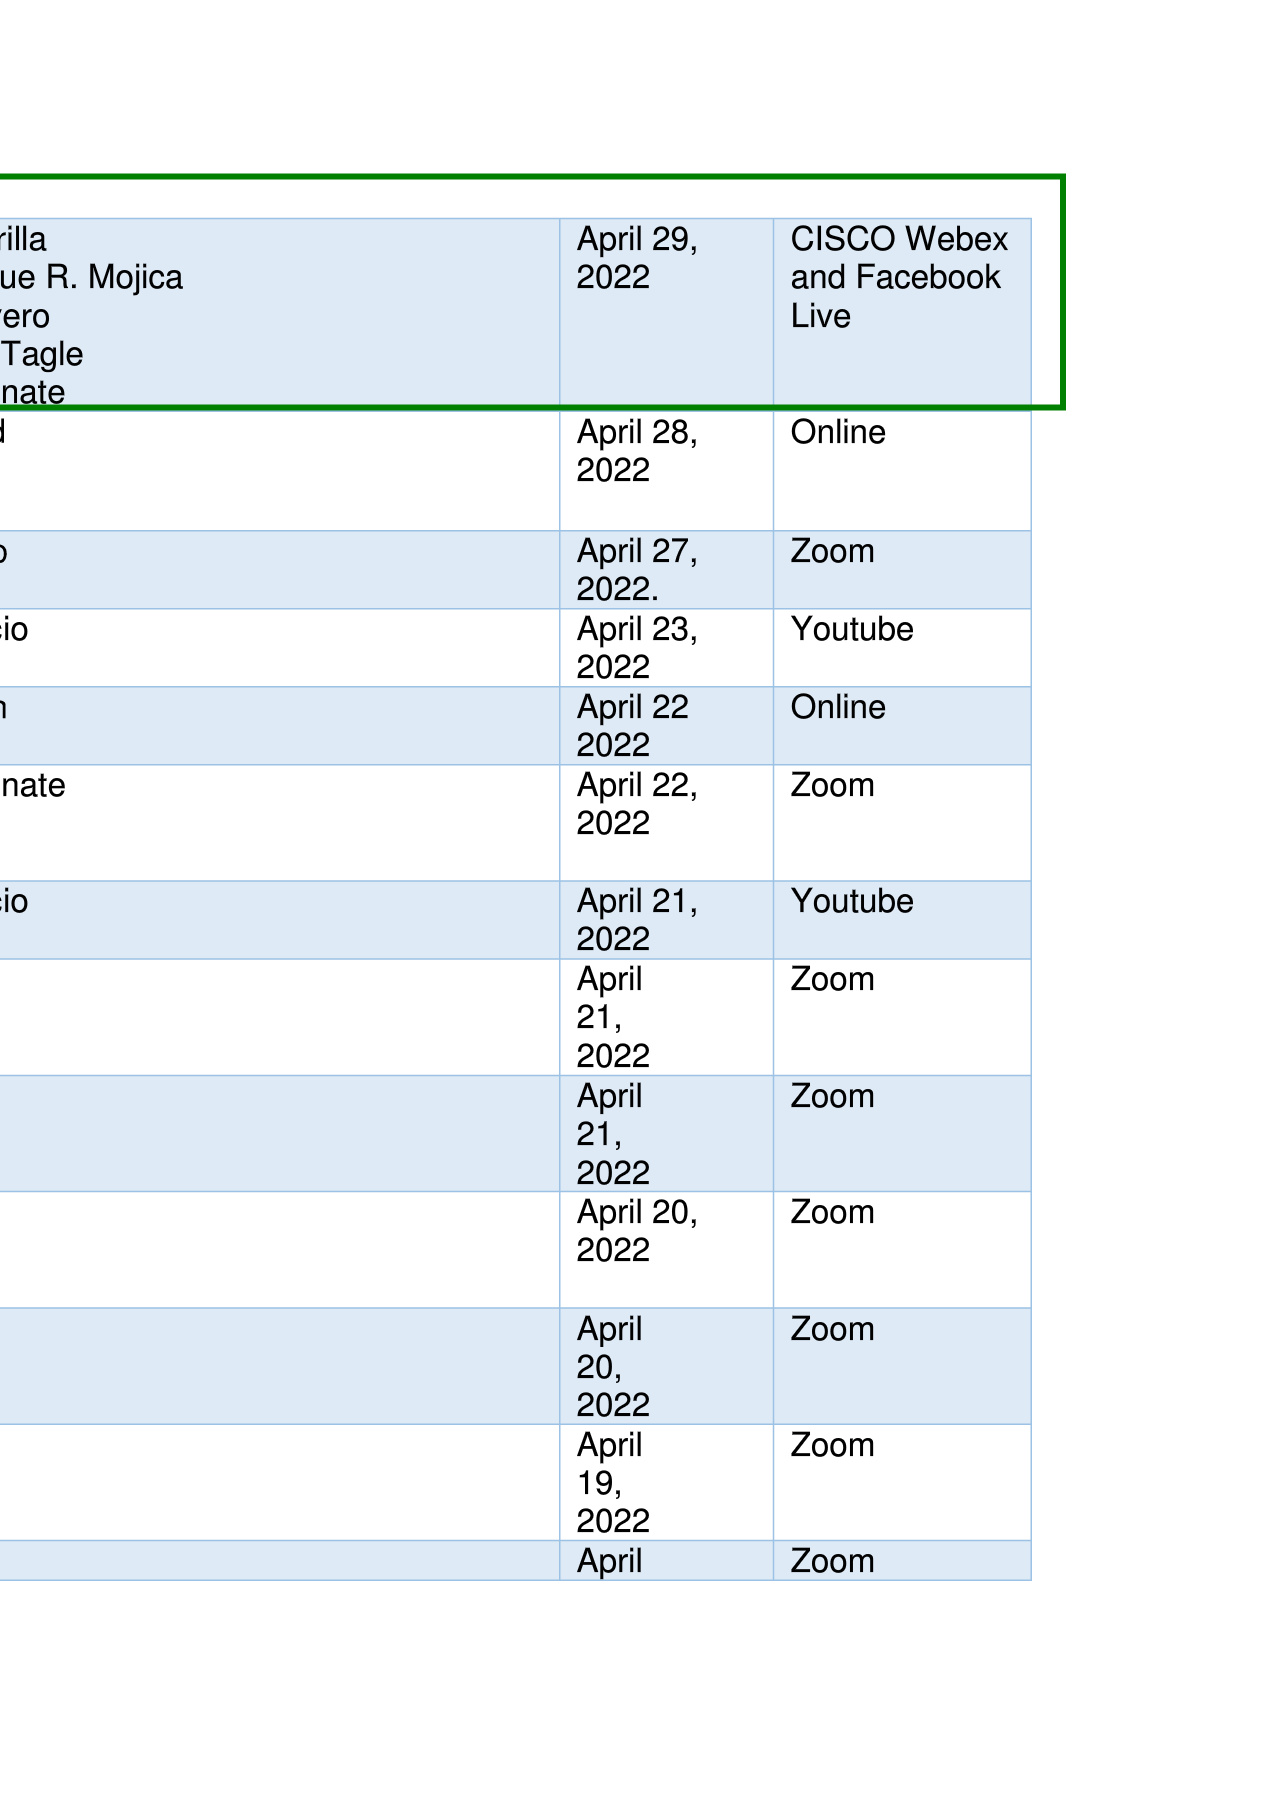 rilla
ue R. Mojica
vero
Tagle
nate
April 29,
2022
CISCO Webex
and Facebook
Live
d
April 28,
2022
Online
o
April 27,
2022.
Zoom
cio
April 23,
2022
Youtube
n
April 22
2022
Online
nate
April 22,
2022
Zoom
cio
April 21,
2022
Youtube
April
21,
2022
Zoom
April
21,
2022
Zoom
April 20,
2022
Zoom
April
20,
2022
Zoom
April
19,
2022
Zoom
April
Zoom